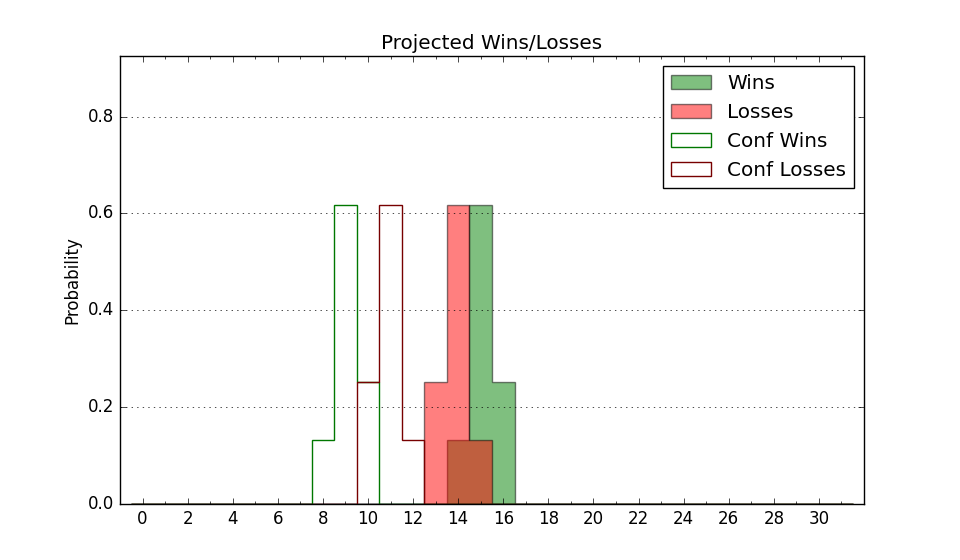 Projected Wins/Losses
Wins
Losses
Conf Wins
Conf Losses
Probability
0.8
0.6
0.4
0.2
0.0
0 2 4 6 8 10 12 14 16 18 20 22 24 26 28 30